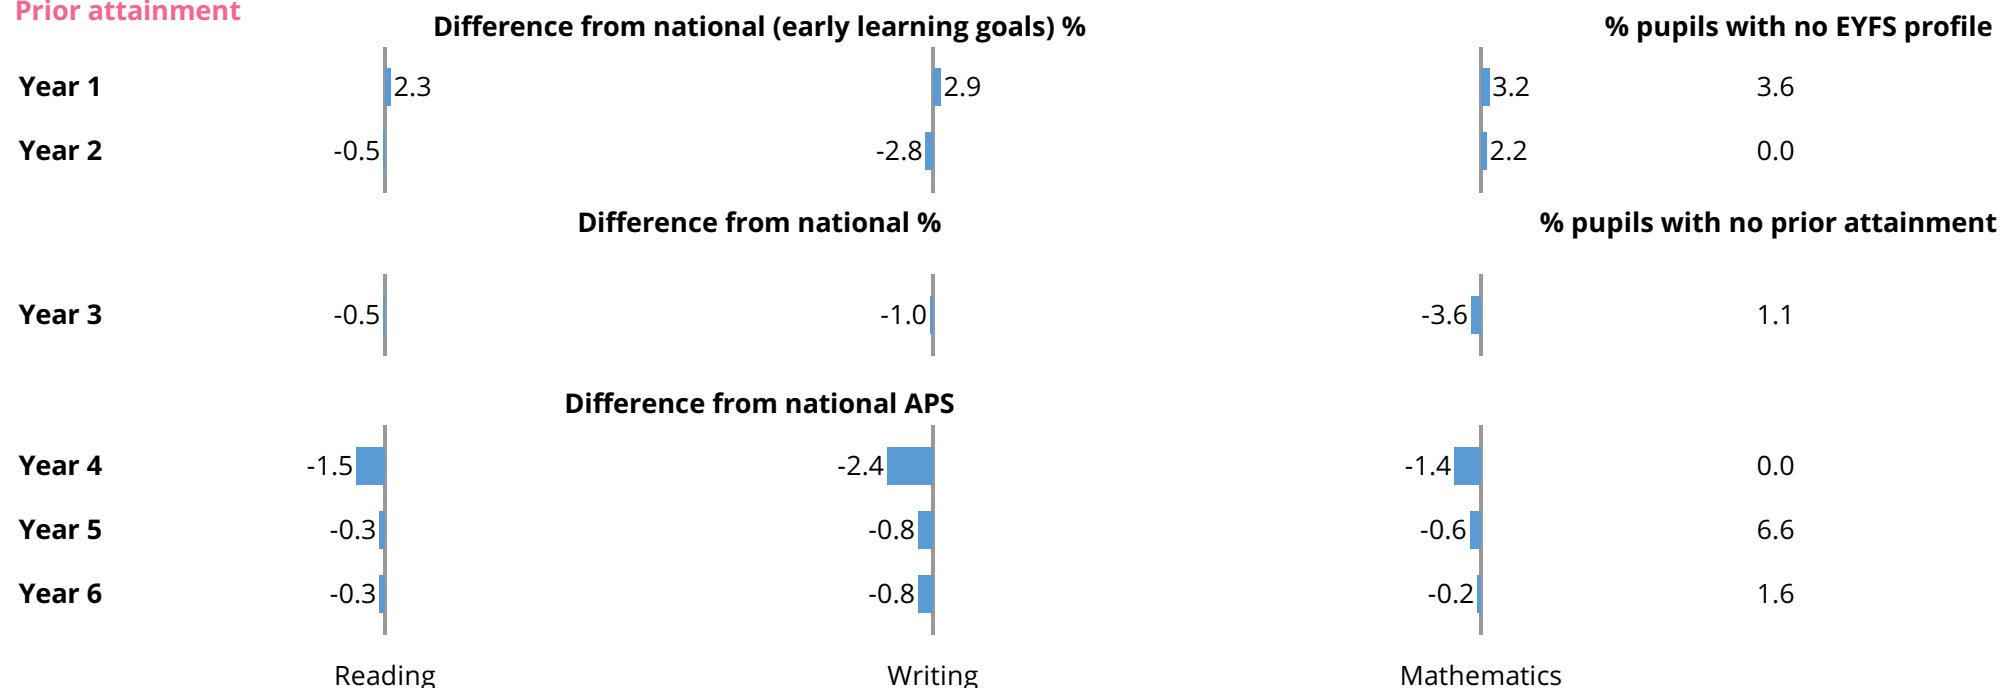 Prior attainment
Difference from national (early learning goals) % % pupils with no EYFS profile
Year 1 2.3 2.9 3.2 3.6
Year 2 -0.5 -2.8 2.2 0.0
Difference from national % % pupils with no prior attainment
Year 3 -0.5 -1.0 -3.6 1.1
Difference from national APS
Year 4 -1.5 -2.4 -1.4 0.0
Year 5 -0.3 -0.8 -0.6 6.6
Year 6 -0.3 -0.8 -0.2 1.6
Reading Writing Mathematics